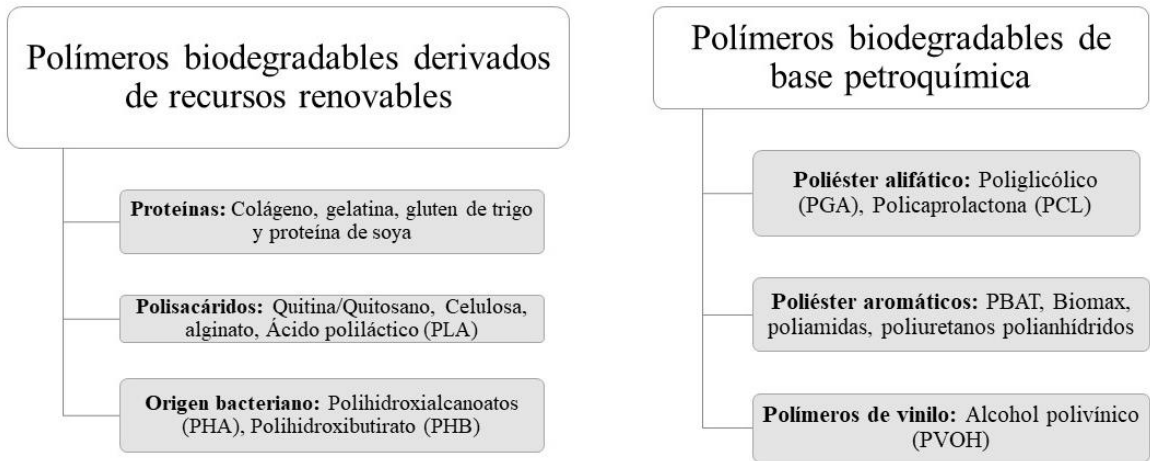 Polímeros biodegradables derivados
de recursos renovables
Proteínas: Colágeno, gelatina, gluten de trigo
y proteína de soya
Polisacáridos: Quitina/Quitosano, Celulosa,
alginato, Ácido poliláctico (PLA)
Origen bacteriano: Polihidroxialcanoatos
(PHA), Polihidroxibutirato (PHB)
Polímeros biodegradables de
base petroquímica
Poliéster alifático: Poliglicólico
(PGA), Policaprolactona (PCL)
Poliéster aromáticos: PBAT, Biomax,
poliamidas, poliuretanos polianhídridos
Polímeros de vinilo: Alcohol polivínico
(PVOH)